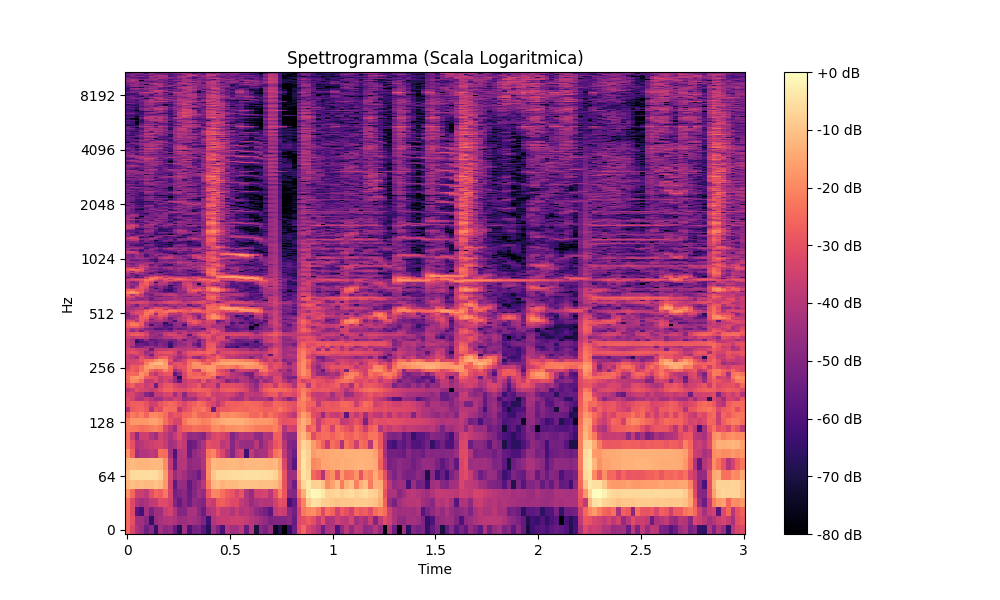 Spettrogramma (Scala Logaritmica)
Hz
8192
4096
2048
1024
512
256
128
64
0
0
0.5
1
1.5
2
2.5
3
Time
+0 dB
-10 dB
-20 dB
-30 dB
-40 dB
-50 dB
-60 dB
-70 dB
-80 dB